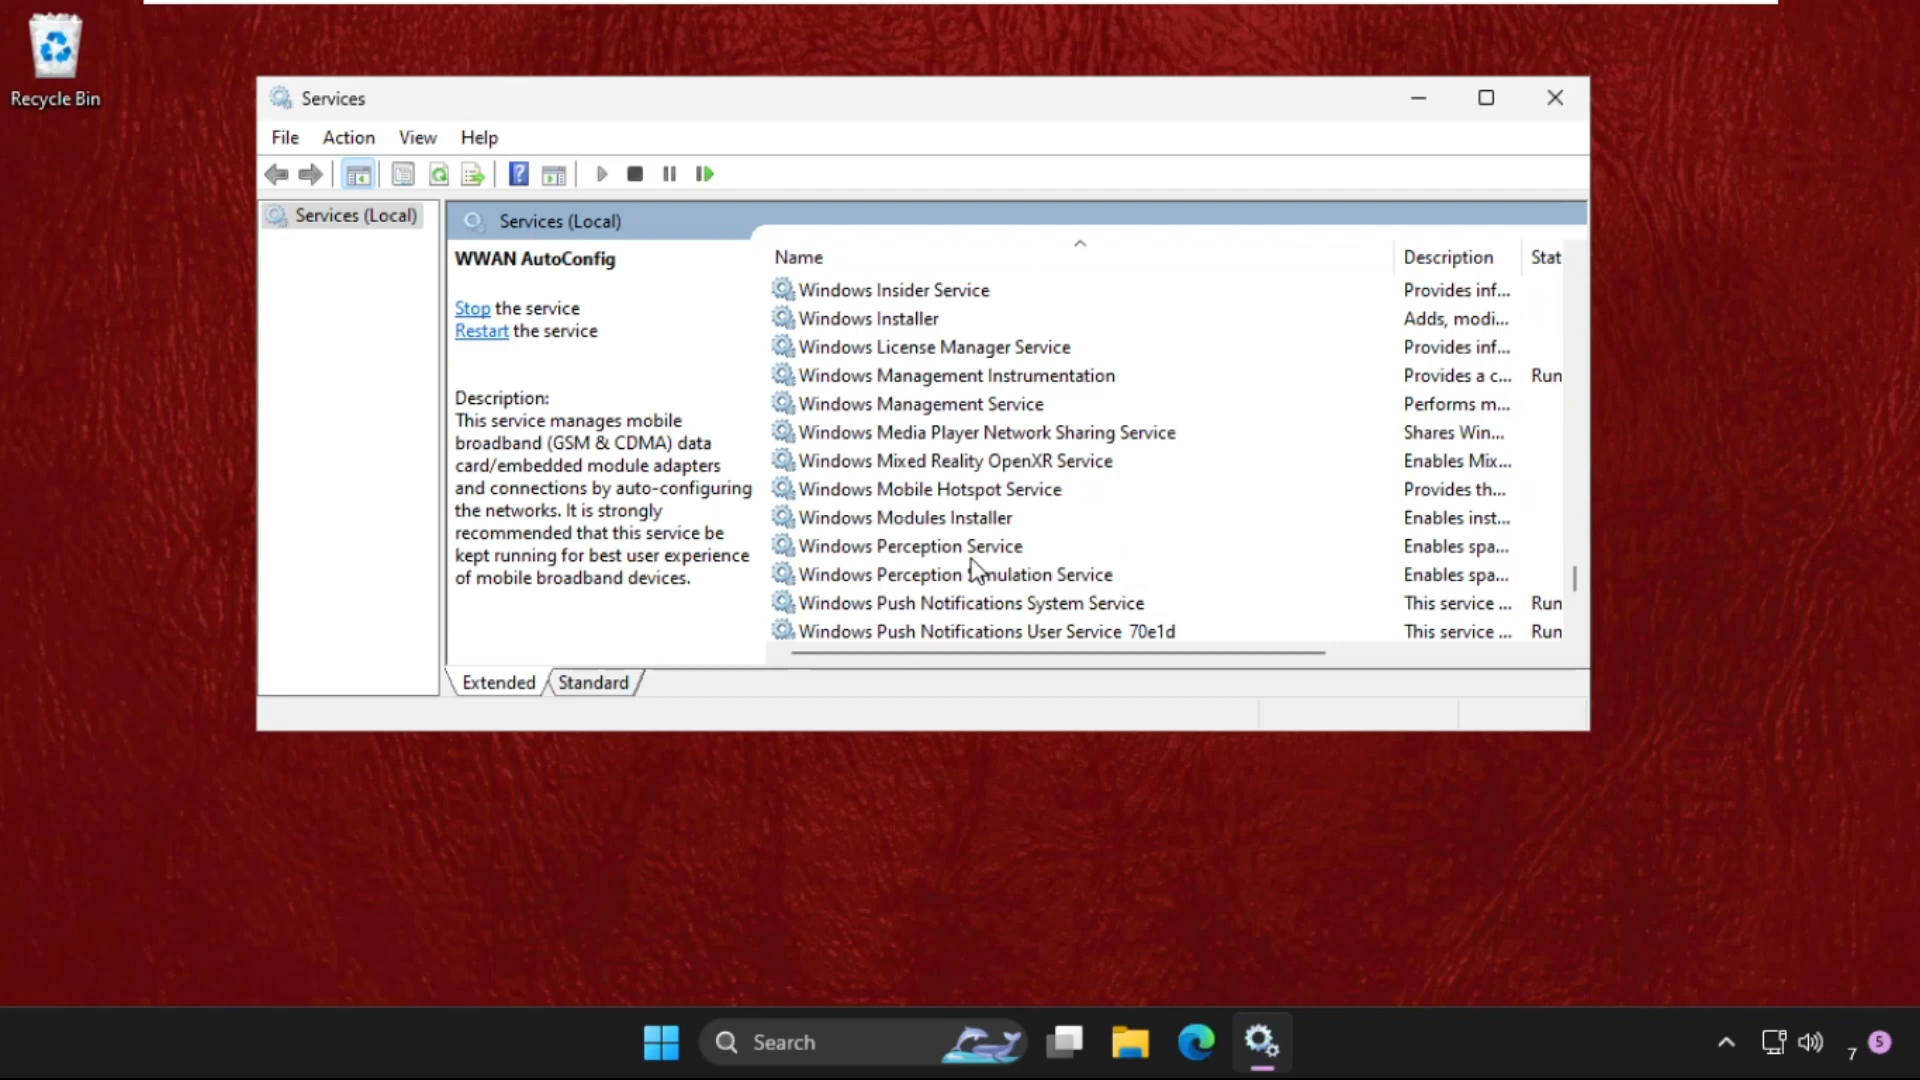 Recycle Bin
Services
File Action View Help
Services (Local)
Services (Local)
WWAN AutoConfig
Stop the service
Restart the service
Description:
This service manages mobile
broadband (GSM & CDMA) data
card/embedded module adapters
and connections by auto-configuring
the networks. It is strongly
recommended that this service be
kept running for best user experience
of mobile broadband devices.
Name Description Stat
Windows Insider Service Provides inf...
Windows Installer Adds, modi...
Windows License Manager Service Provides inf...
Windows Management Instrumentation Provides a c... Run
Windows Management Service Performs m...
Windows Media Player Network Sharing Service Shares Win...
Windows Mixed Reality OpenXR Service Enables Mix...
Windows Mobile Hotspot Service Provides th...
Windows Modules Installer Enables inst...
Windows Perception Service Enables spa...
Windows Perception Simulation Service Enables spa...
Windows Push Notifications System Service This service ... Run
Windows Push Notifications User Service 70e1d This service ... Run
Extended Standard
Search
7 5